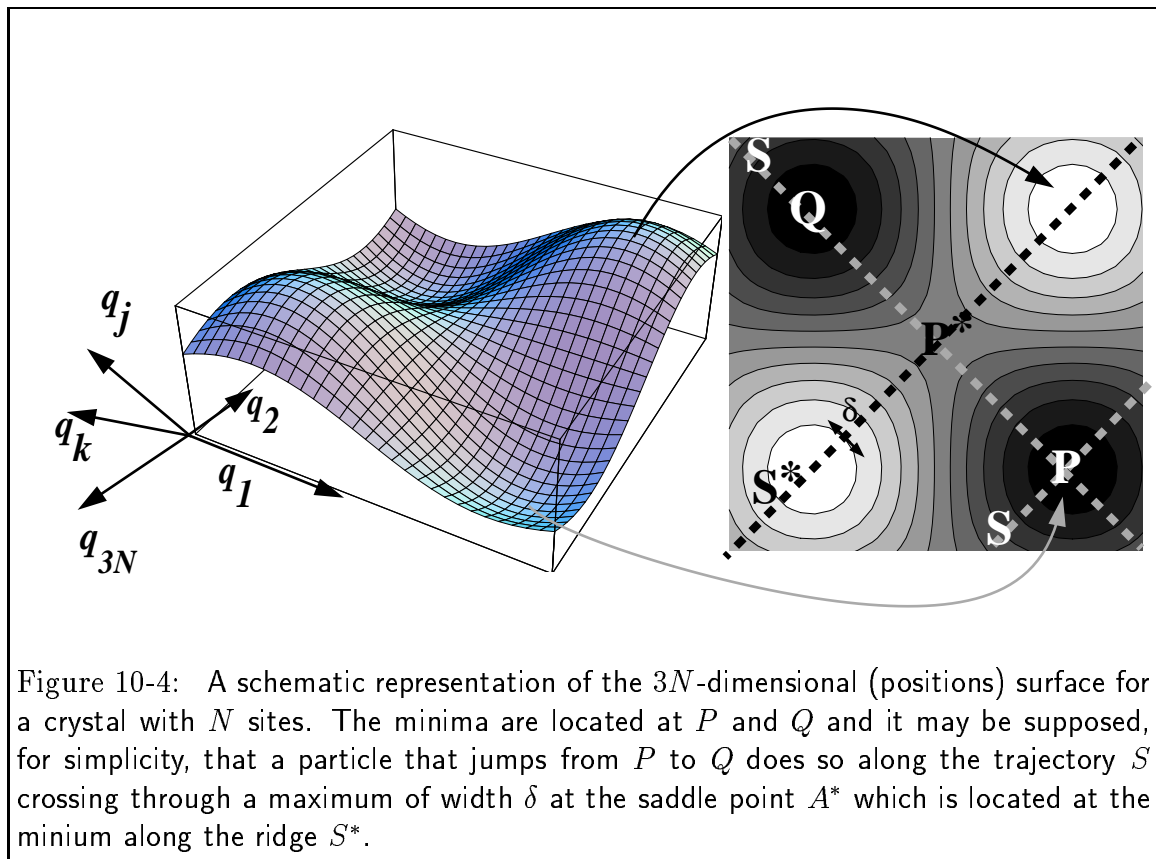 S
Q
P*
δ
S*
P
S
q_j
q_k
q_2
q_1
q_{3N}
Figure 10-4: A schematic representation of the 3N-dimensional (positions) surface for
a crystal with N sites. The minima are located at P and Q and it may be supposed,
for simplicity, that a particle that jumps from P to Q does so along the trajectory S
crossing through a maximum of width δ at the saddle point A* which is located at the
minium along the ridge S*.